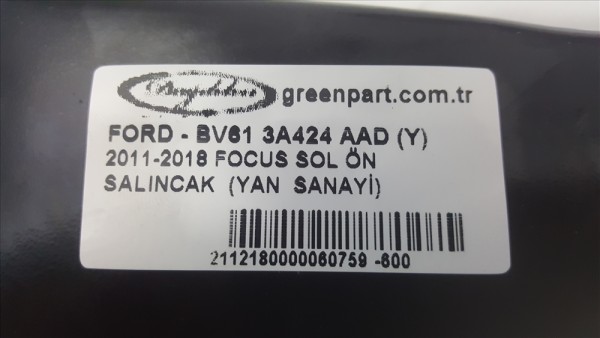 greenpart.com.tr
FORD - BV61 3A424 AAD (Y)
2011-2018 FOCUS SOL ÖN
SALINCAK (YAN SANAYİ)
2112180000060759 -600